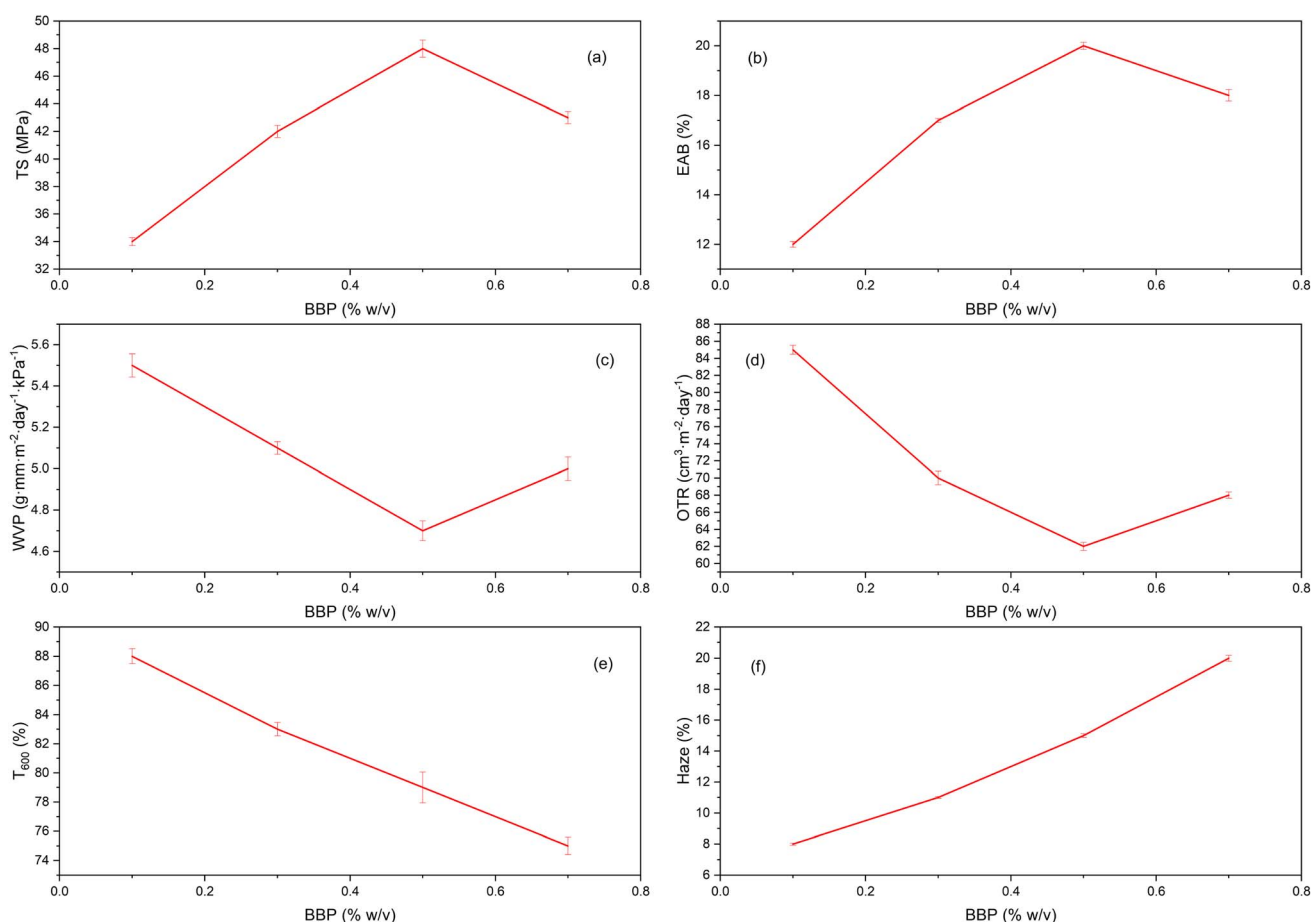 50
48
46
44
42
40
38
36
34
32
TS (MPa)
(a)
0.0 0.2 0.4 0.6 0.8
BBP (% w/v)
20
18
16
14
12
EAB (%)
(b)
0.0 0.2 0.4 0.6 0.8
BBP (% w/v)
5.6
5.4
5.2
5.0
4.8
4.6
WVP (g·mm·m⁻²·day⁻¹·kPa⁻¹)
(c)
0.0 0.2 0.4 0.6 0.8
BBP (% w/v)
88
86
84
82
80
78
76
74
72
70
68
66
64
62
60
OTR (cm³·m⁻²·day⁻¹)
(d)
0.0 0.2 0.4 0.6 0.8
BBP (% w/v)
90
88
86
84
82
80
78
76
74
T₆₀₀ (%)
(e)
0.0 0.2 0.4 0.6 0.8
BBP (% w/v)
22
20
18
16
14
12
10
8
6
Haze (%)
(f)
0.0 0.2 0.4 0.6 0.8
BBP (% w/v)